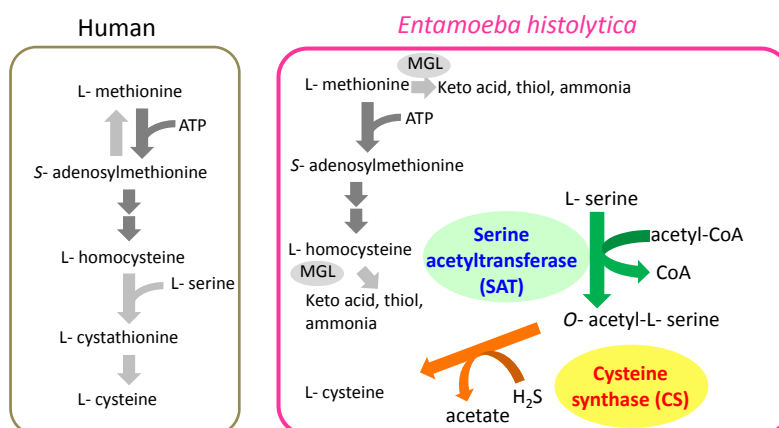 Human
L- methionine
ATP
S- adenosylmethionine
L- homocysteine
L- serine
L- cystathionine
L- cysteine
Entamoeba histolytica
MGL
L- methionine
Keto acid, thiol, ammonia
ATP
S- adenosylmethionine
L- homocysteine
MGL
Keto acid, thiol,
ammonia
L- serine
Serine
acetyltransferase
(SAT)
acetyl-CoA
CoA
O- acetyl-L- serine
L- cysteine
H₂S
acetate
Cysteine
synthase (CS)